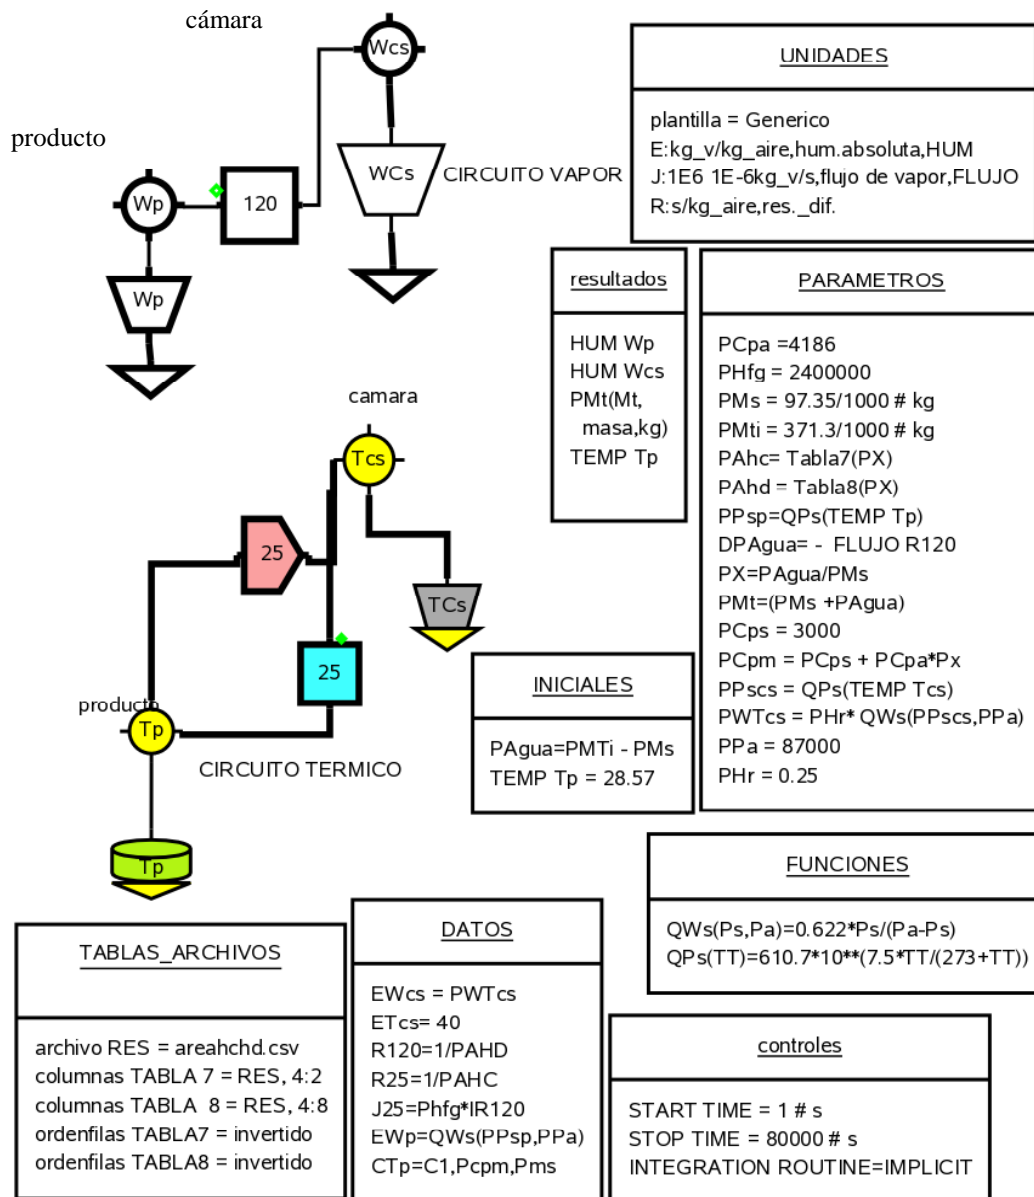 cámara
Wcs
producto
Wp
120
WCs
CIRCUITO VAPOR
Wp
UNIDADES
plantilla = Generico
E:kg_v/kg_aire,hum.absoluta,HUM
J:1E6 1E-6kg_v/s,flujo de vapor,FLUJO
R:s/kg_aire,res._dif.
resultados
HUM Wp
HUM Wcs
PMt(Mt,
masa,kg)
TEMP Tp
PARAMETROS
PCpa =4186
PHfg = 2400000
PMs = 97.35/1000 # kg
PMti = 371.3/1000 # kg
PAhc= Tabla7(PX)
PAhd = Tabla8(PX)
PPsp=QPs(TEMP Tp)
DPAgua= - FLUJO R120
PX=PAgua/PMs
PMt=(PMs +PAgua)
PCps = 3000
PCpm = PCps + PCpa*Px
PPscs = QPs(TEMP Tcs)
PWTcs = PHr* QWs(PPscs,PPa)
PPa = 87000
PHr = 0.25
camara
Tcs
25
TCs
25
producto
Tp
CIRCUITO TERMICO
Tp
INICIALES
PAgua=PMTi - PMs
TEMP Tp = 28.57
FUNCIONES
QWs(Ps,Pa)=0.622*Ps/(Pa-Ps)
QPs(TT)=610.7*10**(7.5*TT/(273+TT))
TABLAS_ARCHIVOS
archivo RES = areahchd.csv
columnas TABLA 7 = RES, 4:2
columnas TABLA 8 = RES, 4:8
ordenfilas TABLA7 = invertido
ordenfilas TABLA8 = invertido
DATOS
EWcs = PWTcs
ETcs= 40
R120=1/PAHD
R25=1/PAHC
J25=Phfg*IR120
EWp=QWs(PPsp,PPa)
CTp=C1,Pcpm,Pms
controles
START TIME = 1 # s
STOP TIME = 80000 # s
INTEGRATION ROUTINE=IMPLICIT